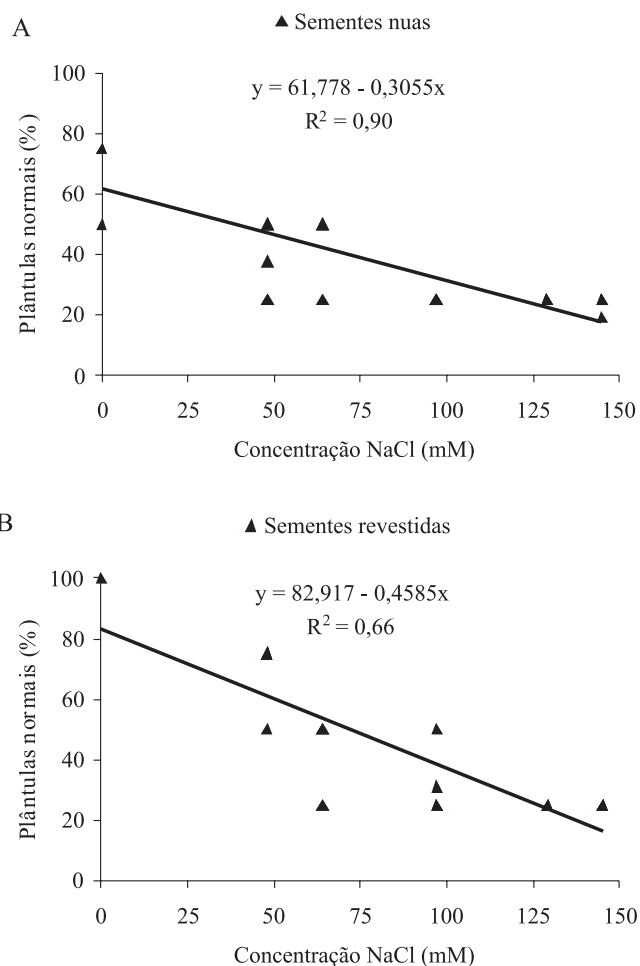 A
▲ Sementes nuas
y = 61,778 - 0,3055x
R² = 0,90
Plântulas normais (%)
100
80
60
40
20
0
0 25 50 75 100 125 150
Concentração NaCl (mM)
B
▲ Sementes revestidas
y = 82,917 - 0,4585x
R² = 0,66
Plântulas normais (%)
100
80
60
40
20
0
0 25 50 75 100 125 150
Concentração NaCl (mM)